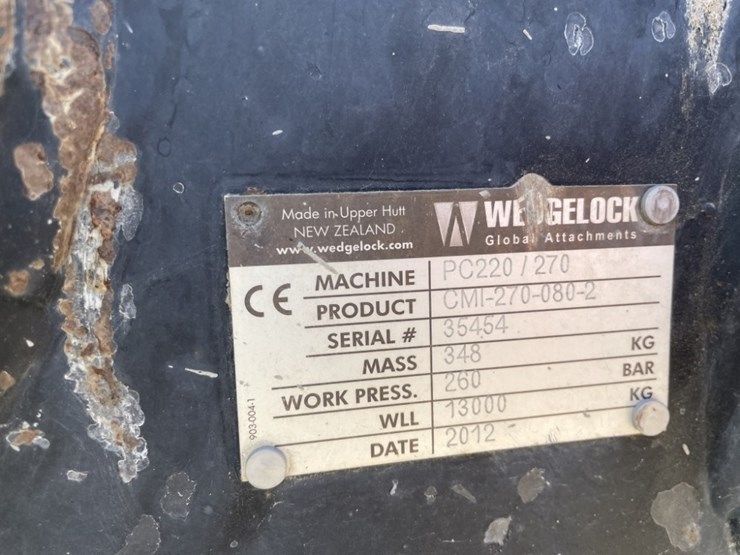 Made in Upper Hutt
NEW ZEALAND
www.wedgelock.com
WEDGELOCK
Global Attachments
CE
MACHINE PC220 / 270
PRODUCT CMI-270-080-2
SERIAL # 35454
MASS 348 KG
WORK PRESS. 260 BAR
WLL 13000 KG
DATE 2012
903-004-1